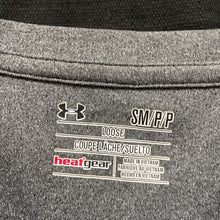 SM/P/P
LOOSE
COUPE LÂCHE/SUELTO
heatgear
MADE IN VIETNAM
FABRIQUÉ AU VIETNAM
HECHO EN VIETNAM